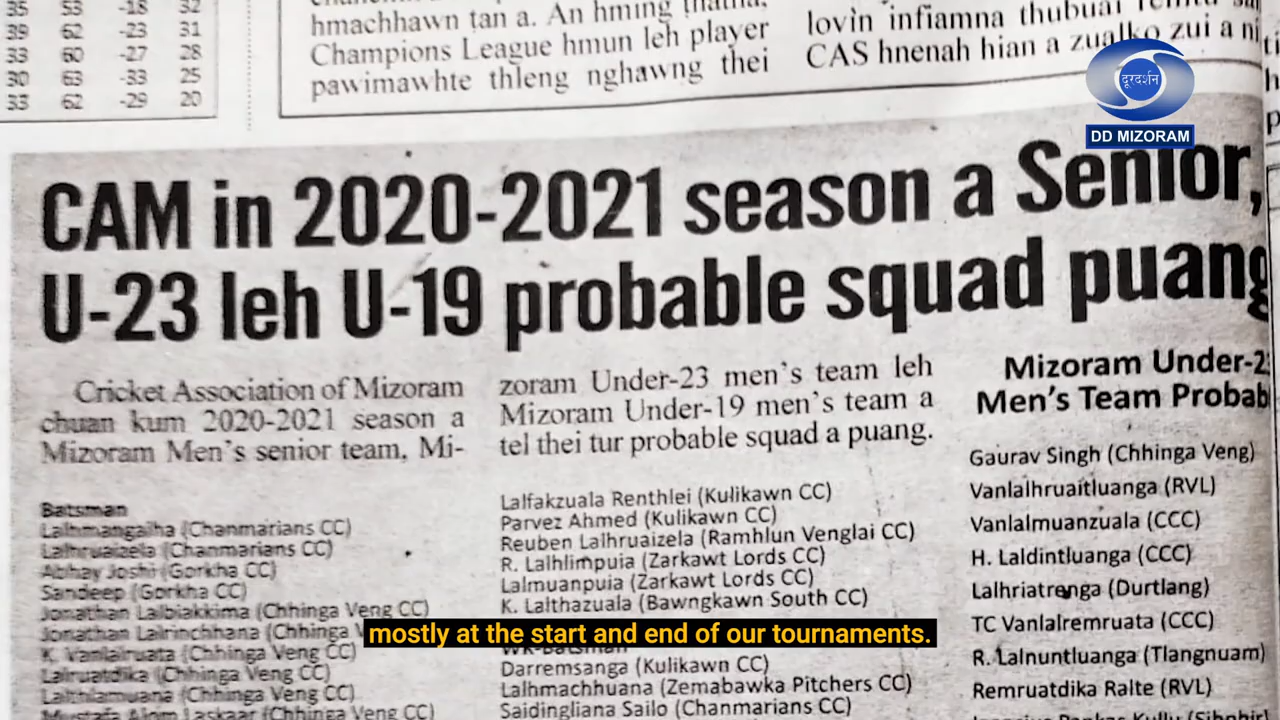 35 53 -18 32
39 62 -23 31
33 60 -27 28
30 63 -33 25
33 62 -29 20
hmachhawn tan a. An hming
Champions League hmun leh player
pawimawhte thleng nghawng thei
lovin infiamna thubuai
CAS hnenah hian a zualko zui a
दूरदर्शन
DD MIZORAM
CAM in 2020-2021 season a Senior,
U-23 leh U-19 probable squad puang
Cricket Association of Mizoram
chuan kum 2020-2021 season a
Mizoram Men's senior team, Mi-
zoram Under-23 men's team leh
Mizoram Under-19 men's team a
tel thei tur probable squad a puang.
Batsman
Lalhmangaiha (Chanmarians CC)
Lalhruaizela (Chanmarians CC)
Abhay Joshi (Gorkha CC)
Sandeep (Gorkha CC)
Jonathan Lalbiakkima (Chhinga Veng CC)
Jonathan Lalrinchhana (Chhinga
K. Vanlalruata (Chhinga Veng CC)
Lalruatdika (Chhinga Veng CC)
Lalthlamuana (Chhinga Veng CC)
Lalfakzuala Renthlei (Kulikawn CC)
Parvez Ahmed (Kulikawn CC)
Reuben Lalhruaizela (Ramhlun Venglai CC)
R. Lalhlimpuia (Zarkawt Lords CC)
Lalmuanpuia (Zarkawt Lords CC)
K. Lalthazuala (Bawngkawn South CC)
Darremsanga (Kulikawn CC)
Lalhmachhuana (Zemabawka Pitchers CC)
Saidingliana Sailo (Chanmarians CC)
Mizoram Under-2
Men's Team Probab
Gaurav Singh (Chhinga Veng)
Vanlalhruaitluanga (RVL)
Vanlalmuanzuala (CCC)
H. Laldintluanga (CCC)
Lalhriatrenga (Durtlang)
TC Vanlalremruata (CCC)
R. Lalnuntluanga (Tlangnuam)
Remruatdika Ralte (RVL)
mostly at the start and end of our tournaments.